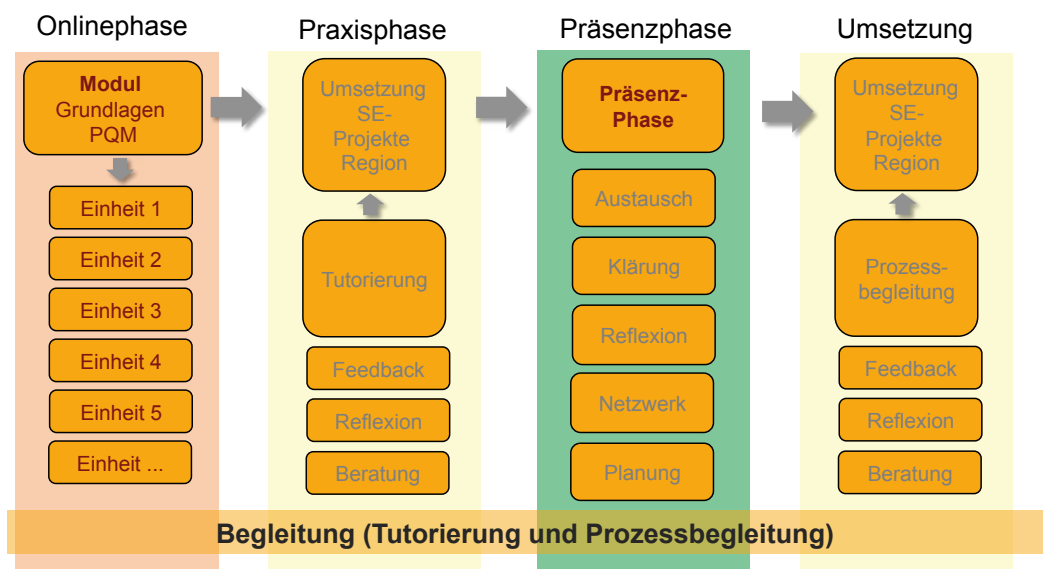 Onlinephase
Modul
Grundlagen
PQM
Einheit 1
Einheit 2
Einheit 3
Einheit 4
Einheit 5
Einheit ...
Praxisphase
Umsetzung
SE-
Projekte
Region
Tutorierung
Feedback
Reflexion
Beratung
Präsenzphase
Präsenz-
Phase
Austausch
Klärung
Reflexion
Netzwerk
Planung
Umsetzung
Umsetzung
SE-
Projekte
Region
Prozess-
begleitung
Feedback
Reflexion
Beratung
Begleitung (Tutorierung und Prozessbegleitung)